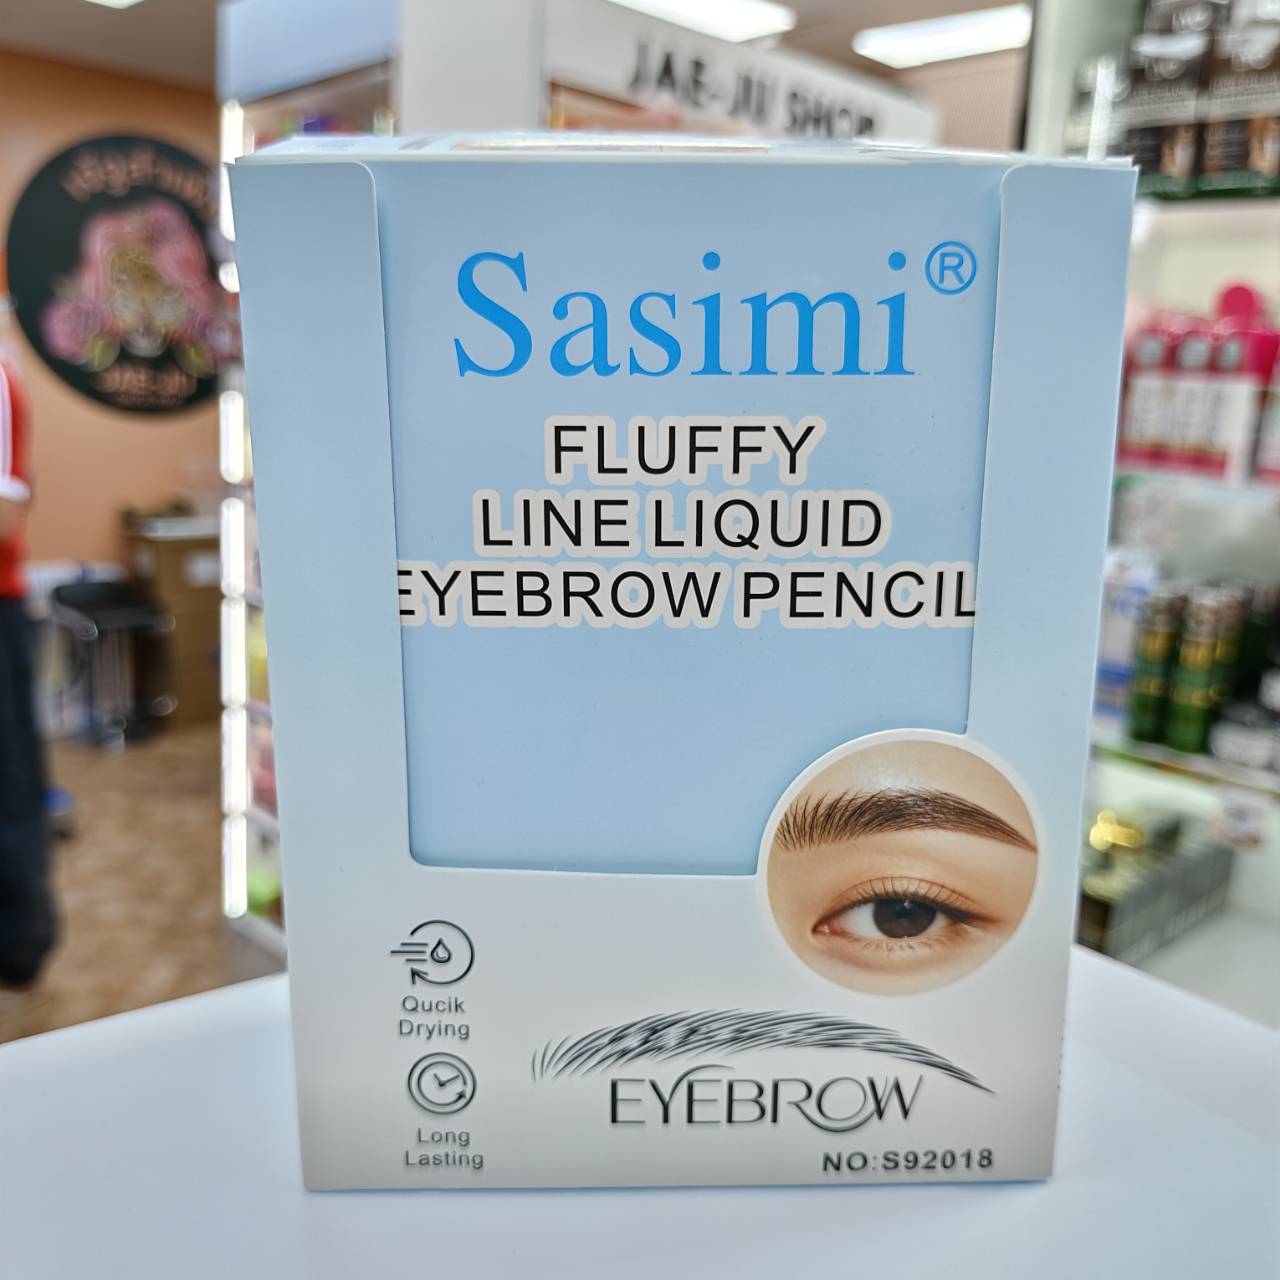 JAE-JU SHOP
Sasimi®
FLUFFY
LINE LIQUID
EYEBROW PENCIL
Qucik
Drying
Long
Lasting
EYEBROW
NO:S92018